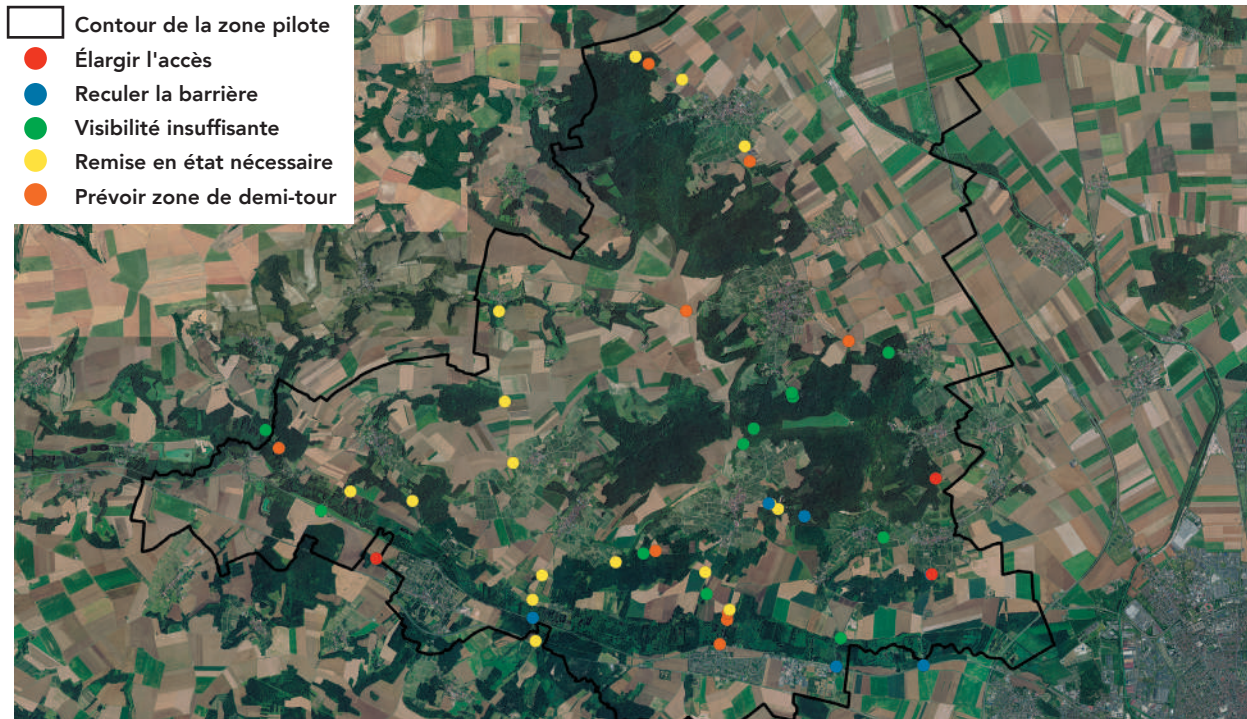 Contour de la zone pilote
Élargir l'accès
Reculer la barrière
Visibilité insuffisante
Remise en état nécessaire
Prévoir zone de demi-tour